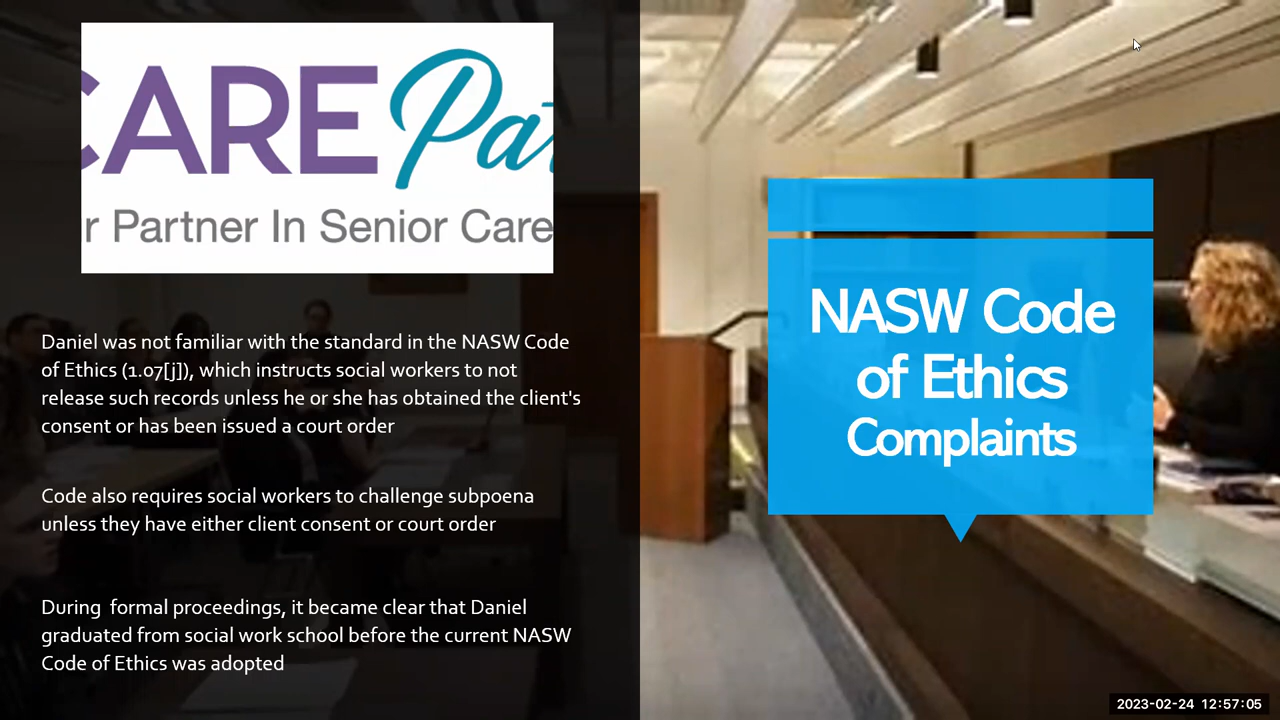 CARE Pa
r Partner In Senior Care
Daniel was not familiar with the standard in the NASW Code
of Ethics (1.07[j]), which instructs social workers to not
release such records unless he or she has obtained the client's
consent or has been issued a court order
Code also requires social workers to challenge subpoena
unless they have either client consent or court order
During  formal proceedings, it became clear that Daniel
graduated from social work school before the current NASW
Code of Ethics was adopted
NASW Code
of Ethics
Complaints
2023-02-24 12:57:05